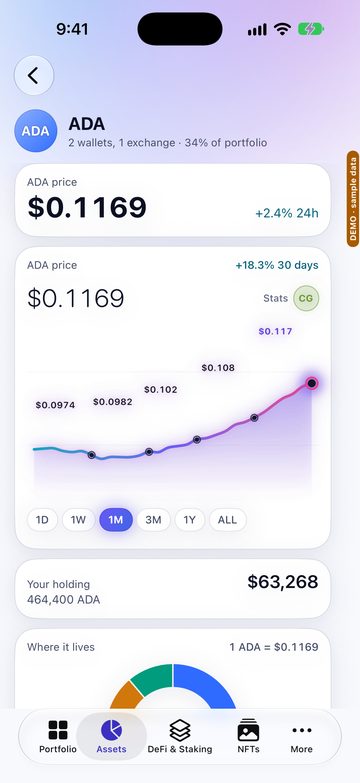 9:41
ADA
ADA
2 wallets, 1 exchange · 34% of portfolio
DEMO · sample data
ADA price
$0.1169
+2.4% 24h
ADA price
+18.3% 30 days
$0.1169
Stats
CG
$0.117
$0.108
$0.102
$0.0982
$0.0974
1D
1W
1M
3M
1Y
ALL
Your holding
$63,268
464,400 ADA
Where it lives
1 ADA = $0.1169
Portfolio
Assets
DeFi & Staking
NFTs
More